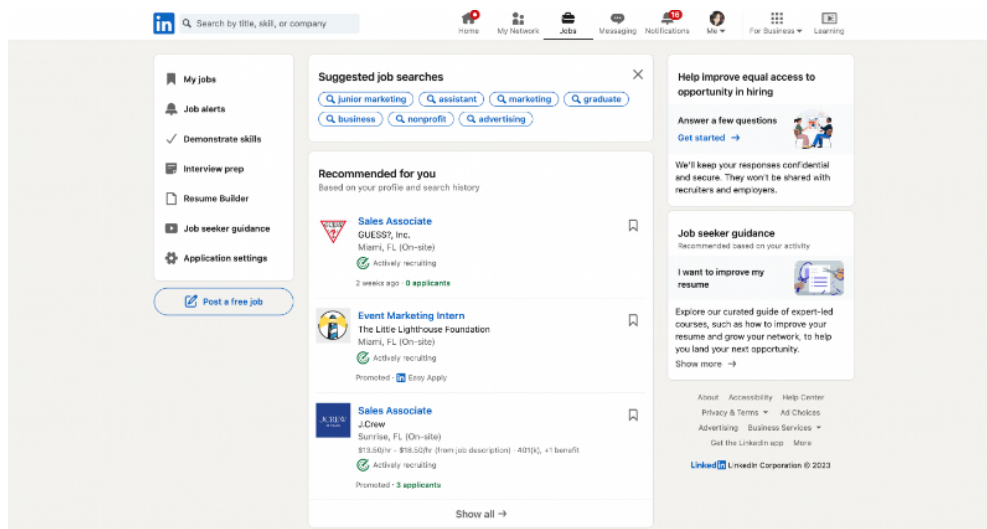 in
Search by title, skill, or company
Home
My Network
Jobs
Messaging
16
Notifications
Me
For Business
Learning
My jobs
Job alerts
Demonstrate skills
Interview prep
Resume Builder
Job seeker guidance
Application settings
Post a free job
Suggested job searches
junior marketing
assistant
marketing
graduate
business
nonprofit
advertising
Recommended for you
Based on your profile and search history
GUESS
?
Sales Associate
GUESS?, Inc.
Miami, FL (On-site)
Actively recruiting
2 weeks ago · 0 applicants
Event Marketing Intern
The Little Lighthouse Foundation
Miami, FL (On-site)
Actively recruiting
Promoted · in Easy Apply
J.CREW
Sales Associate
J.Crew
Sunrise, FL (On-site)
$13.50/hr - $18.50/hr (from job description) · 401(k), +1 benefit
Actively recruiting
Promoted · 3 applicants
Show all →
Help improve equal access to
opportunity in hiring
Answer a few questions
Get started →
We'll keep your responses confidential
and secure. They won't be shared with
recruiters and employers.
Job seeker guidance
Recommended based on your activity
I want to improve my
resume
Explore our curated guide of expert-led
courses, such as how to improve your
resume and grow your network, to help
you land your next opportunity.
Show more →
About Accessibility Help Center
Privacy & Terms Ad Choices
Advertising Business Services
Get the LinkedIn app More
LinkedIn LinkedIn Corporation © 2023